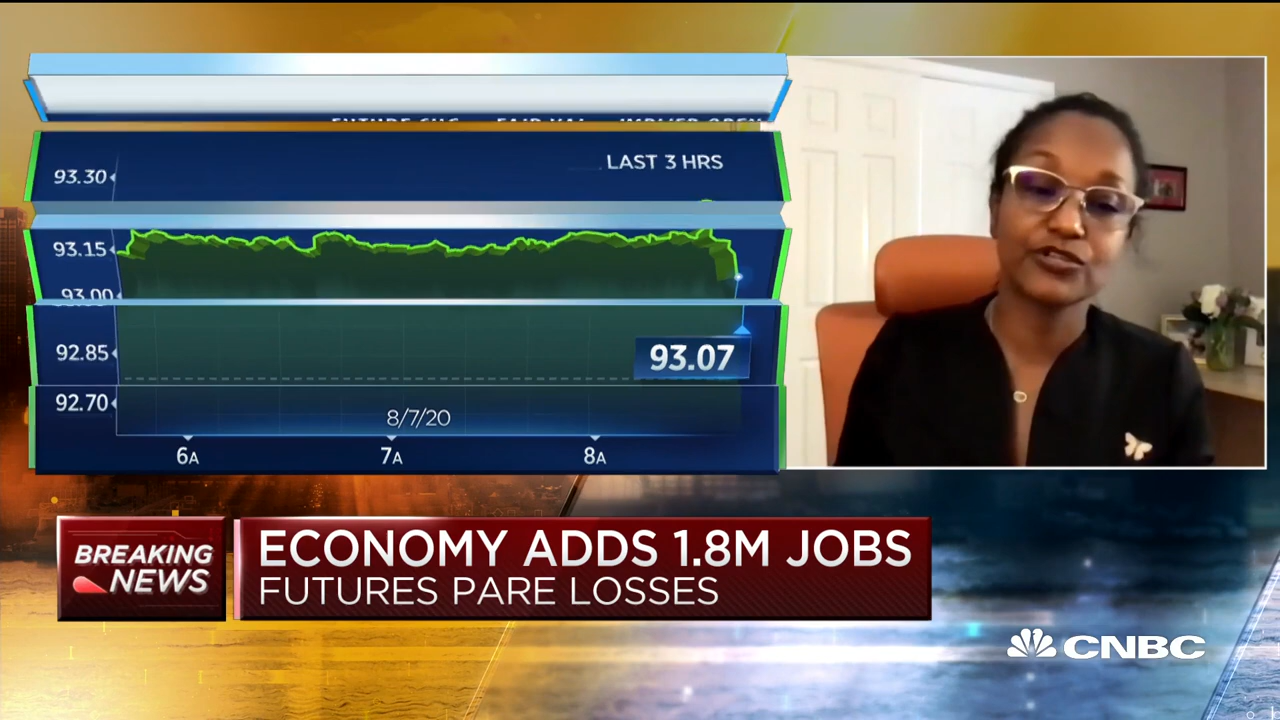 LAST 3 HRS
93.30
93.15
93.00
92.85
93.07
92.70
8/7/20
6A
7A
8A
BREAKING
NEWS
ECONOMY ADDS 1.8M JOBS
FUTURES PARE LOSSES
CNBC